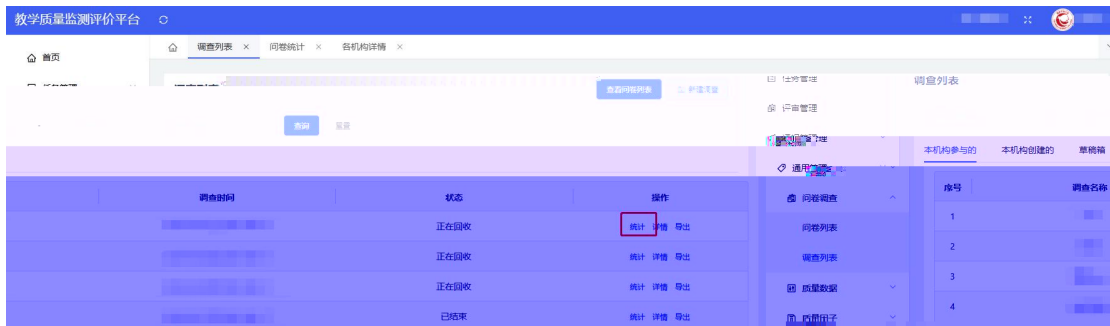 教学质量监测评价平台
首页
调查列表 × 问卷统计 × 各机构详情 ×
查看问卷列表
调查列表
评审管理
查询 重置
本机构参与的 本机构创建的 草稿箱
通用
调查时间 状态 操作
问卷调查
序号 调查名称
正在回收 统计 详情 导出
问卷列表
1
正在回收 统计 详情 导出
调查列表
2
正在回收 统计 详情 导出
质量数据
3
已结束 统计 详情 导出
质量因子
4